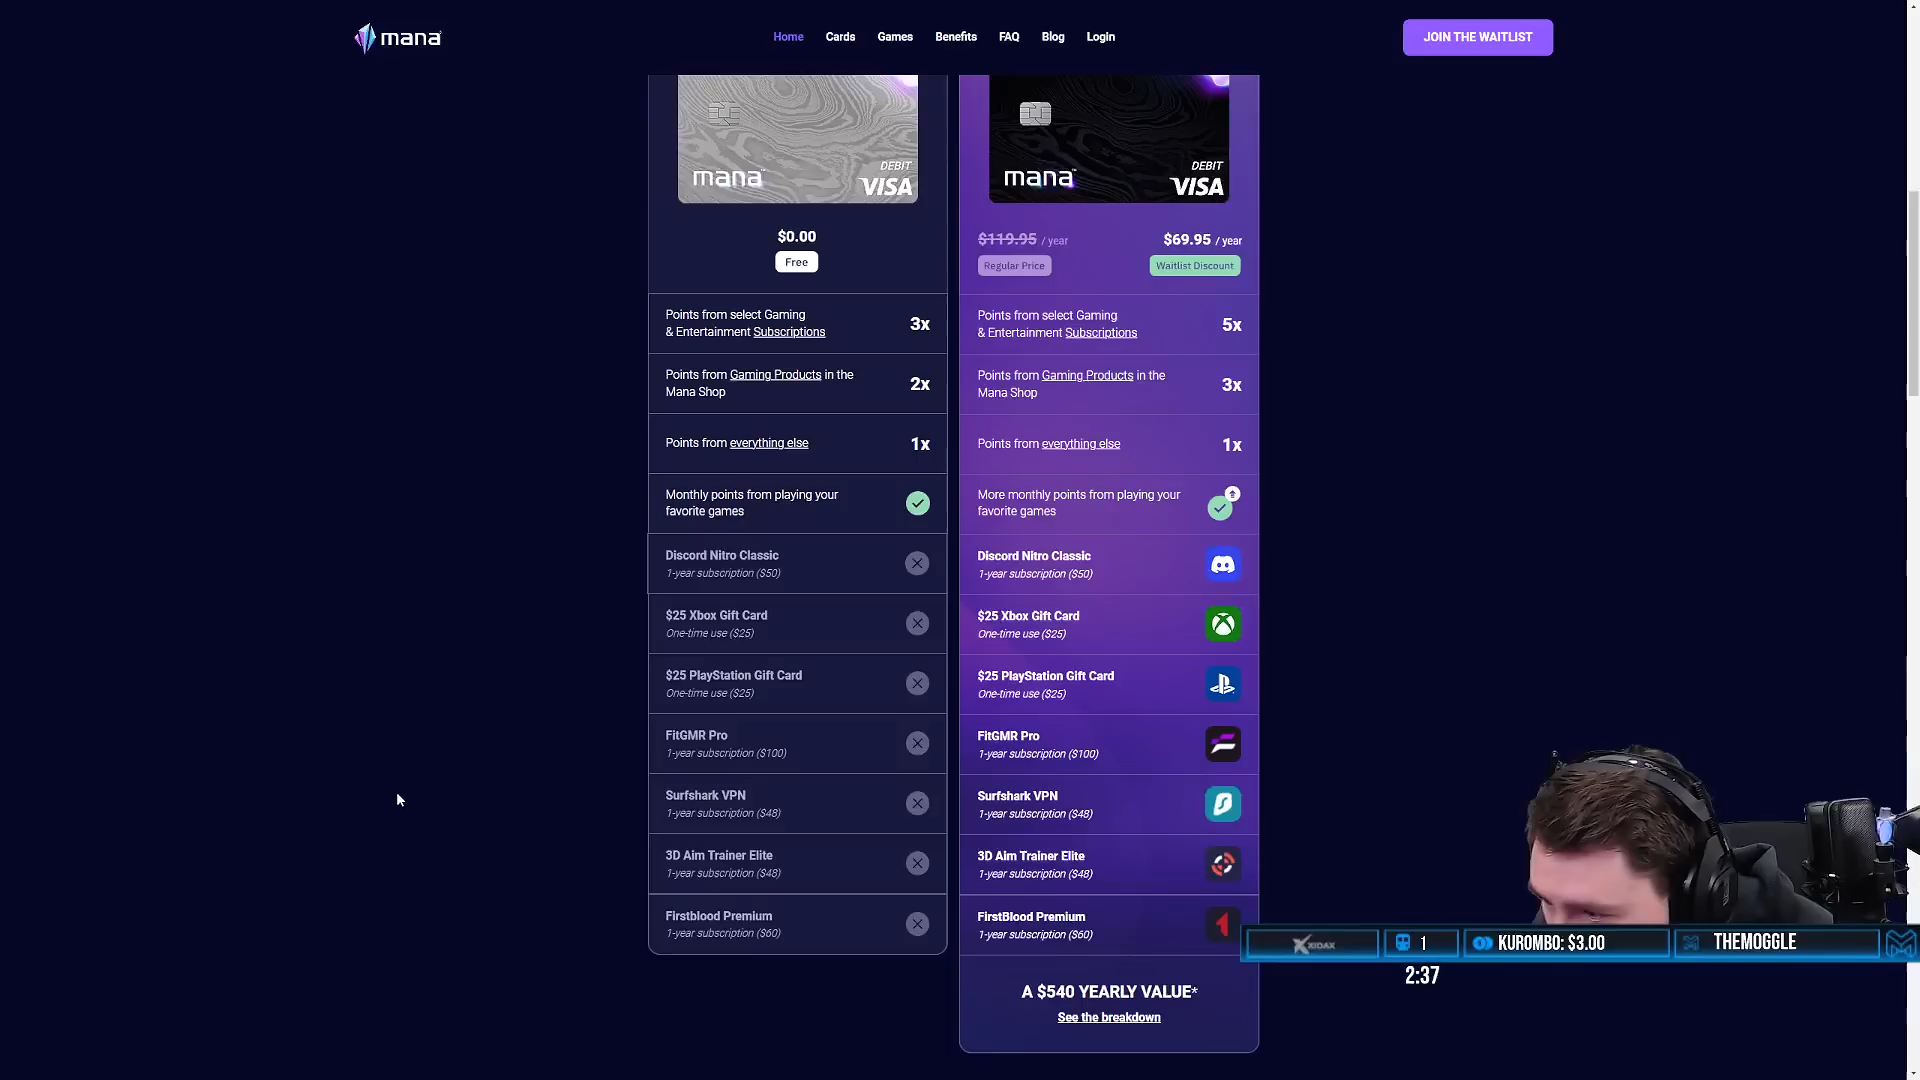 mana
Home
Cards
Games
Benefits
FAQ
Blog
Login
JOIN THE WAITLIST
DEBIT
mana
VISA
$0.00
Free
Points from select Gaming
& Entertainment Subscriptions
3x
Points from Gaming Products in the
Mana Shop
2x
Points from everything else
1x
Monthly points from playing your
favorite games
Discord Nitro Classic
1-year subscription ($50)
$25 Xbox Gift Card
One-time use ($25)
$25 PlayStation Gift Card
One-time use ($25)
FitGMR Pro
1-year subscription ($100)
Surfshark VPN
1-year subscription ($48)
3D Aim Trainer Elite
1-year subscription ($48)
Firstblood Premium
1-year subscription ($60)
DEBIT
mana
VISA
$119.95 / year
Regular Price
$69.95 / year
Waitlist Discount
Points from select Gaming
& Entertainment Subscriptions
5x
Points from Gaming Products in the
Mana Shop
3x
Points from everything else
1x
More monthly points from playing your
favorite games
Discord Nitro Classic
1-year subscription ($50)
$25 Xbox Gift Card
One-time use ($25)
$25 PlayStation Gift Card
One-time use ($25)
FitGMR Pro
1-year subscription ($100)
Surfshark VPN
1-year subscription ($48)
3D Aim Trainer Elite
1-year subscription ($48)
FirstBlood Premium
1-year subscription ($60)
A $540 YEARLY VALUE*
See the breakdown
XIDAX
1
KUROMBO: $3.00
THEMOGGLE
2:37